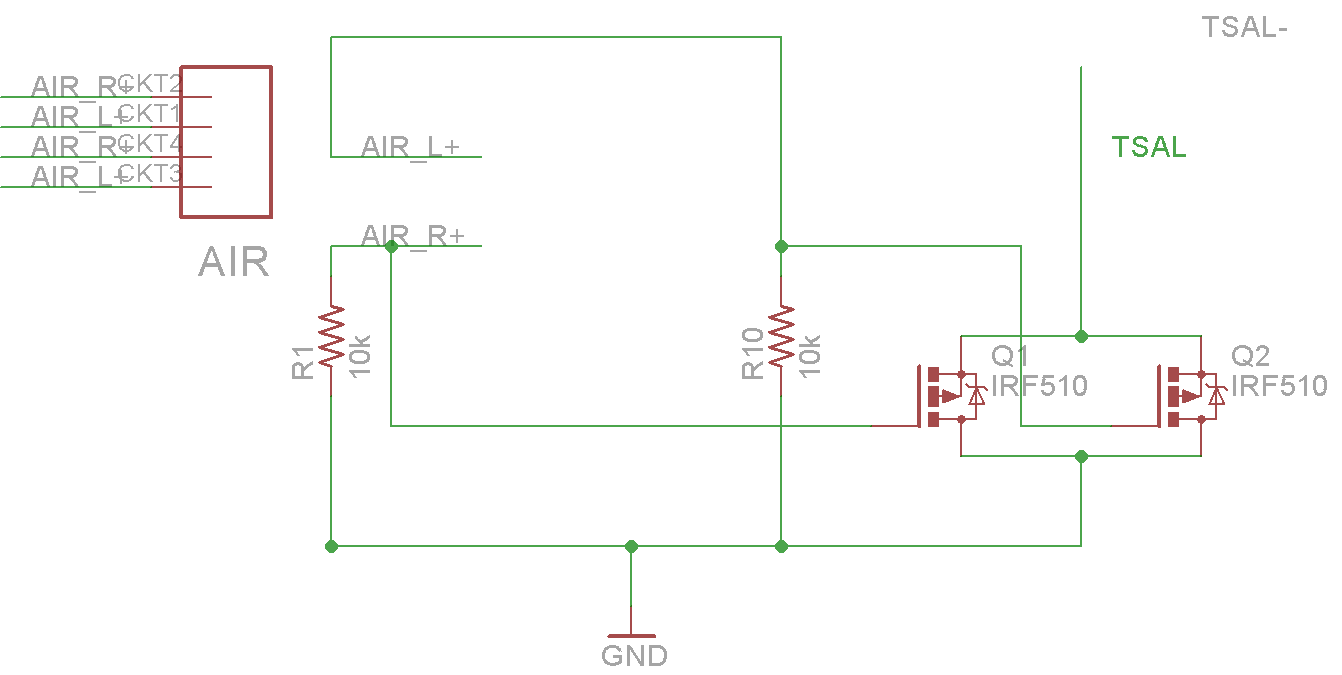 TSAL-
AIR_R+ CKT2
AIR_L+ CKT1
AIR_R+ CKT4
AIR_L+ CKT3
AIR
AIR_L+
AIR_R+
TSAL
R1
10k
R10
10k
Q1
IRF510
Q2
IRF510
GND